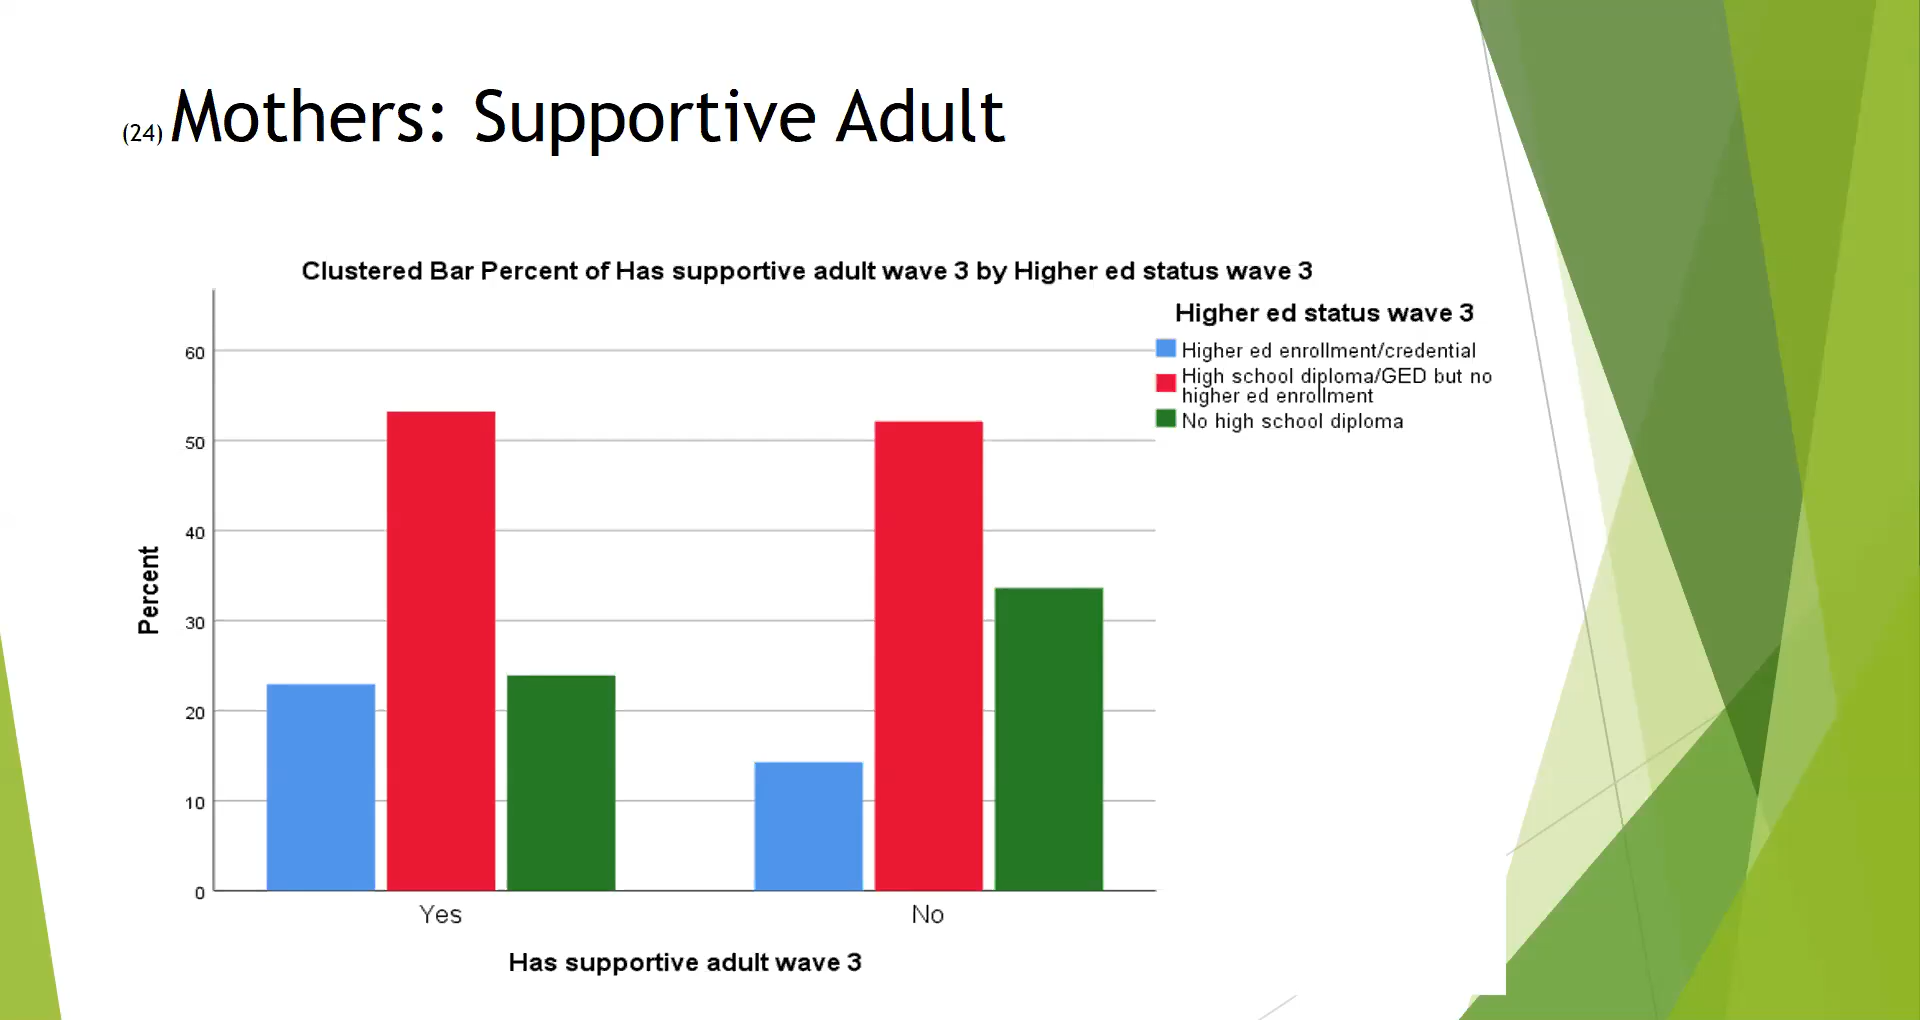 (24) Mothers: Supportive Adult
Clustered Bar Percent of Has supportive adult wave 3 by Higher ed status wave 3
Higher ed status wave 3
Higher ed enrollment/credential
High school diploma/GED but no
higher ed enrollment
No high school diploma
Percent
60
50
40
30
20
10
0
Yes No
Has supportive adult wave 3